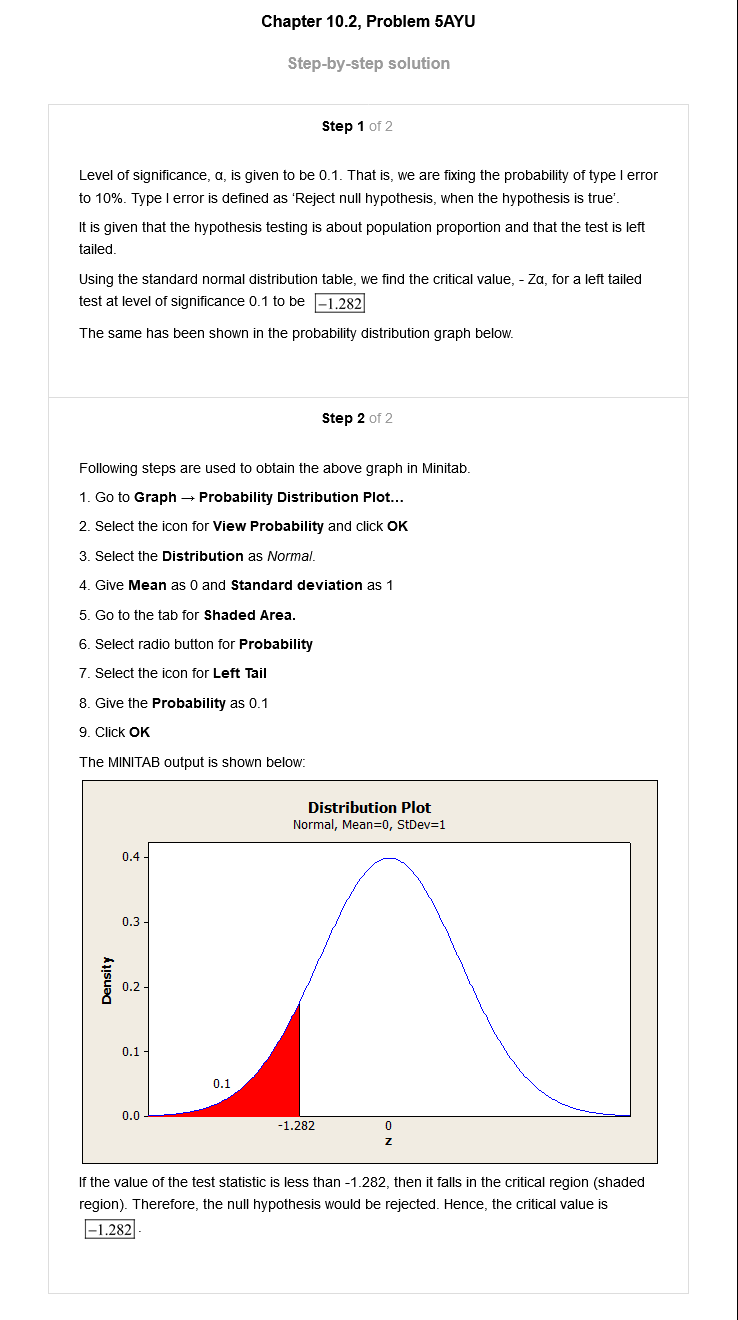 Chapter 10.2, Problem 5AYU
Step-by-step solution
Step 1 of 2
Level of significance, α, is given to be 0.1. That is, we are fixing the probability of type I error
to 10%. Type I error is defined as ‘Reject null hypothesis, when the hypothesis is true’.
It is given that the hypothesis testing is about population proportion and that the test is left
tailed.
Using the standard normal distribution table, we find the critical value, - Zα, for a left tailed
test at level of significance 0.1 to be −1.282
The same has been shown in the probability distribution graph below.
Step 2 of 2
Following steps are used to obtain the above graph in Minitab.
1. Go to Graph → Probability Distribution Plot…
2. Select the icon for View Probability and click OK
3. Select the Distribution as Normal.
4. Give Mean as 0 and Standard deviation as 1
5. Go to the tab for Shaded Area.
6. Select radio button for Probability
7. Select the icon for Left Tail
8. Give the Probability as 0.1
9. Click OK
The MINITAB output is shown below:
Distribution Plot
Normal, Mean=0, StDev=1
0.4
0.3
Density
0.2
0.1
0.1
0.0
-1.282 0
z
If the value of the test statistic is less than -1.282, then it falls in the critical region (shaded
region). Therefore, the null hypothesis would be rejected. Hence, the critical value is
−1.282 .